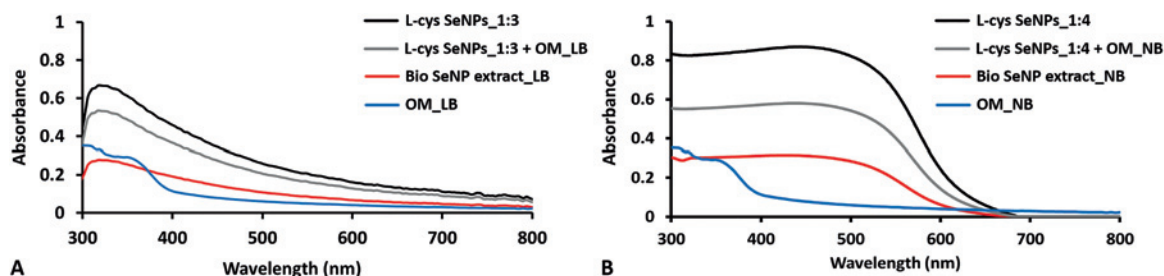 1
0.8
0.6
0.4
0.2
0
Absorbance
300 400 500 600 700 800
Wavelength (nm)
L-cys SeNPs_1:3
L-cys SeNPs_1:3 + OM_LB
Bio SeNP extract_LB
OM_LB
A
1
0.8
0.6
0.4
0.2
0
Absorbance
300 400 500 600 700 800
Wavelength (nm)
L-cys SeNPs_1:4
L-cys SeNPs_1:4 + OM_NB
Bio SeNP extract_NB
OM_NB
B